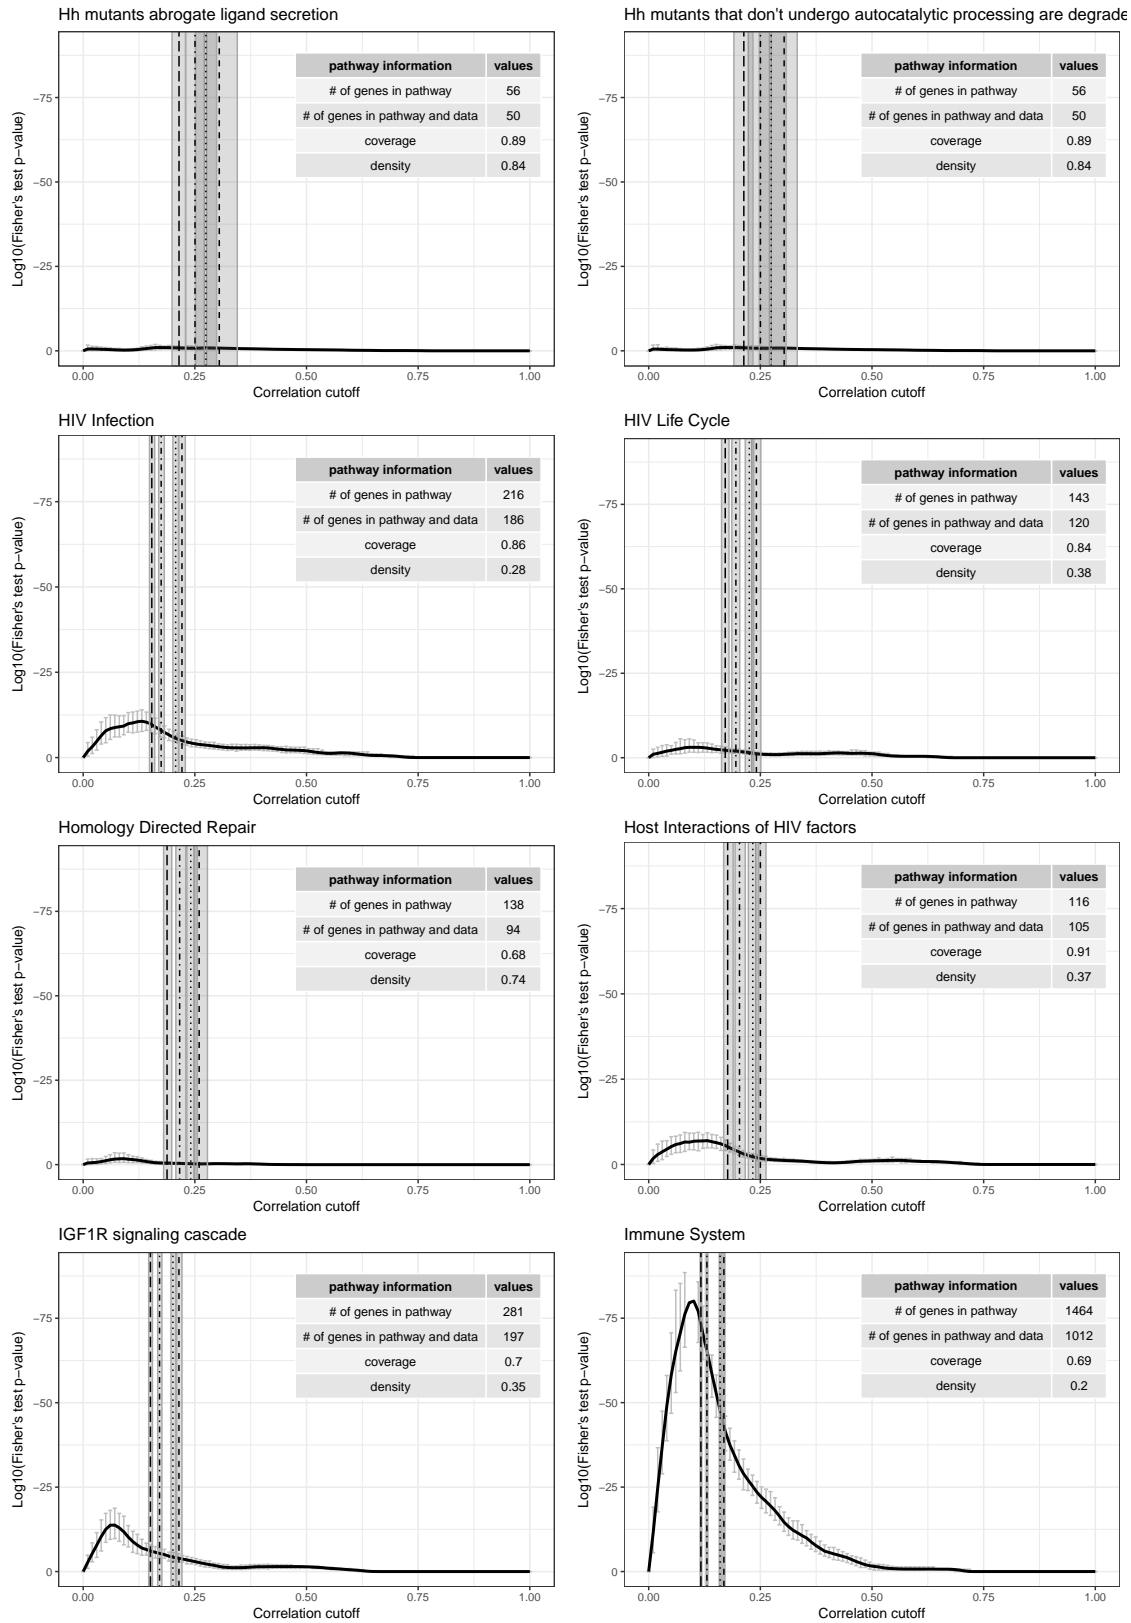 Hh mutants abrogate ligand secretion
pathway information values
# of genes in pathway 56
# of genes in pathway and data 50
coverage 0.89
density 0.84
−75
−50
−25
0
Log10(Fisher's test p−value)
0.00 0.25 0.50 0.75 1.00
Correlation cutoff
Hh mutants that don't undergo autocatalytic processing are degrade
pathway information values
# of genes in pathway 56
# of genes in pathway and data 50
coverage 0.89
density 0.84
−75
−50
−25
0
Log10(Fisher's test p−value)
0.00 0.25 0.50 0.75 1.00
Correlation cutoff
HIV Infection
pathway information values
# of genes in pathway 216
# of genes in pathway and data 186
coverage 0.86
density 0.28
−75
−50
−25
0
Log10(Fisher's test p−value)
0.00 0.25 0.50 0.75 1.00
Correlation cutoff
HIV Life Cycle
pathway information values
# of genes in pathway 143
# of genes in pathway and data 120
coverage 0.84
density 0.38
−75
−50
−25
0
Log10(Fisher's test p−value)
0.00 0.25 0.50 0.75 1.00
Correlation cutoff
Homology Directed Repair
pathway information values
# of genes in pathway 138
# of genes in pathway and data 94
coverage 0.68
density 0.74
−75
−50
−25
0
Log10(Fisher's test p−value)
0.00 0.25 0.50 0.75 1.00
Correlation cutoff
Host Interactions of HIV factors
pathway information values
# of genes in pathway 116
# of genes in pathway and data 105
coverage 0.91
density 0.37
−75
−50
−25
0
Log10(Fisher's test p−value)
0.00 0.25 0.50 0.75 1.00
Correlation cutoff
IGF1R signaling cascade
pathway information values
# of genes in pathway 281
# of genes in pathway and data 197
coverage 0.7
density 0.35
−75
−50
−25
0
Log10(Fisher's test p−value)
0.00 0.25 0.50 0.75 1.00
Correlation cutoff
Immune System
pathway information values
# of genes in pathway 1464
# of genes in pathway and data 1012
coverage 0.69
density 0.2
−75
−50
−25
0
Log10(Fisher's test p−value)
0.00 0.25 0.50 0.75 1.00
Correlation cutoff